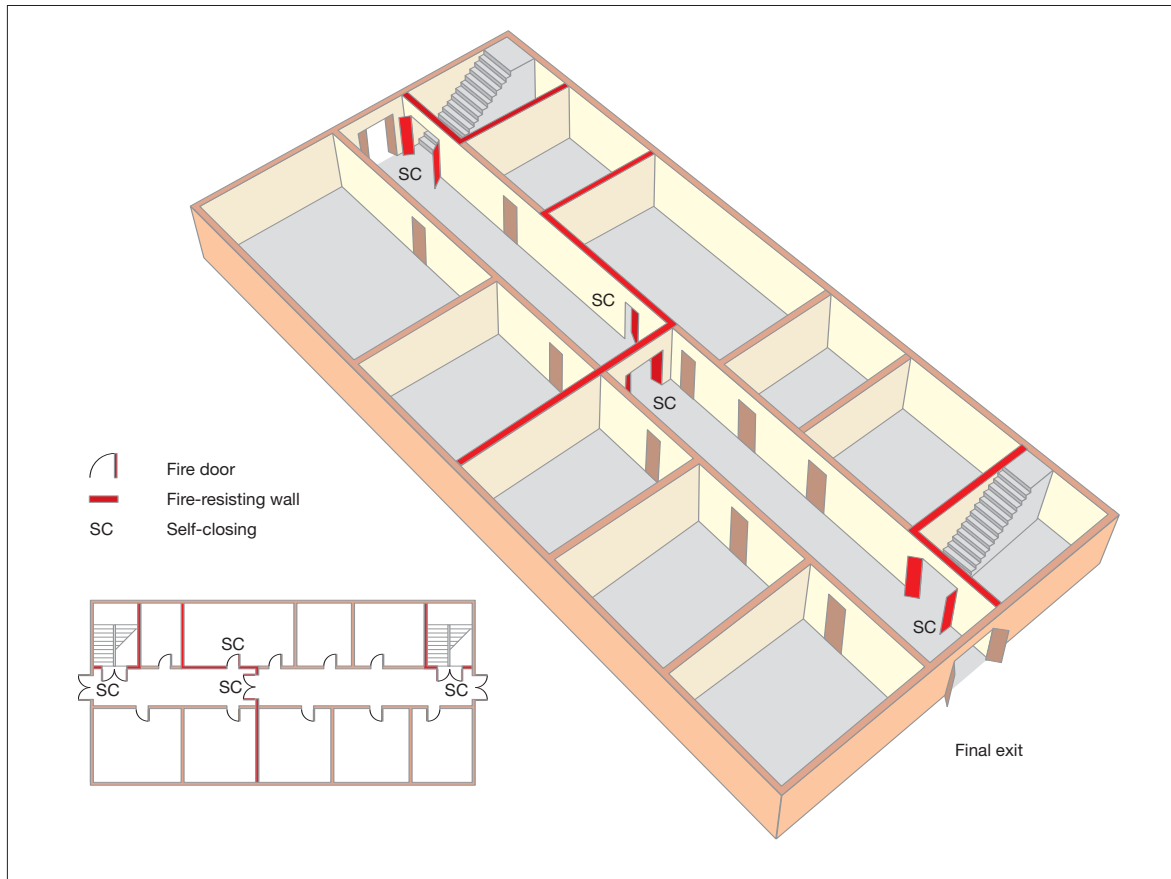 SC
SC
SC
Fire door
Fire-resisting wall
SC Self-closing
SC
SC
SC
SC
SC
Final exit